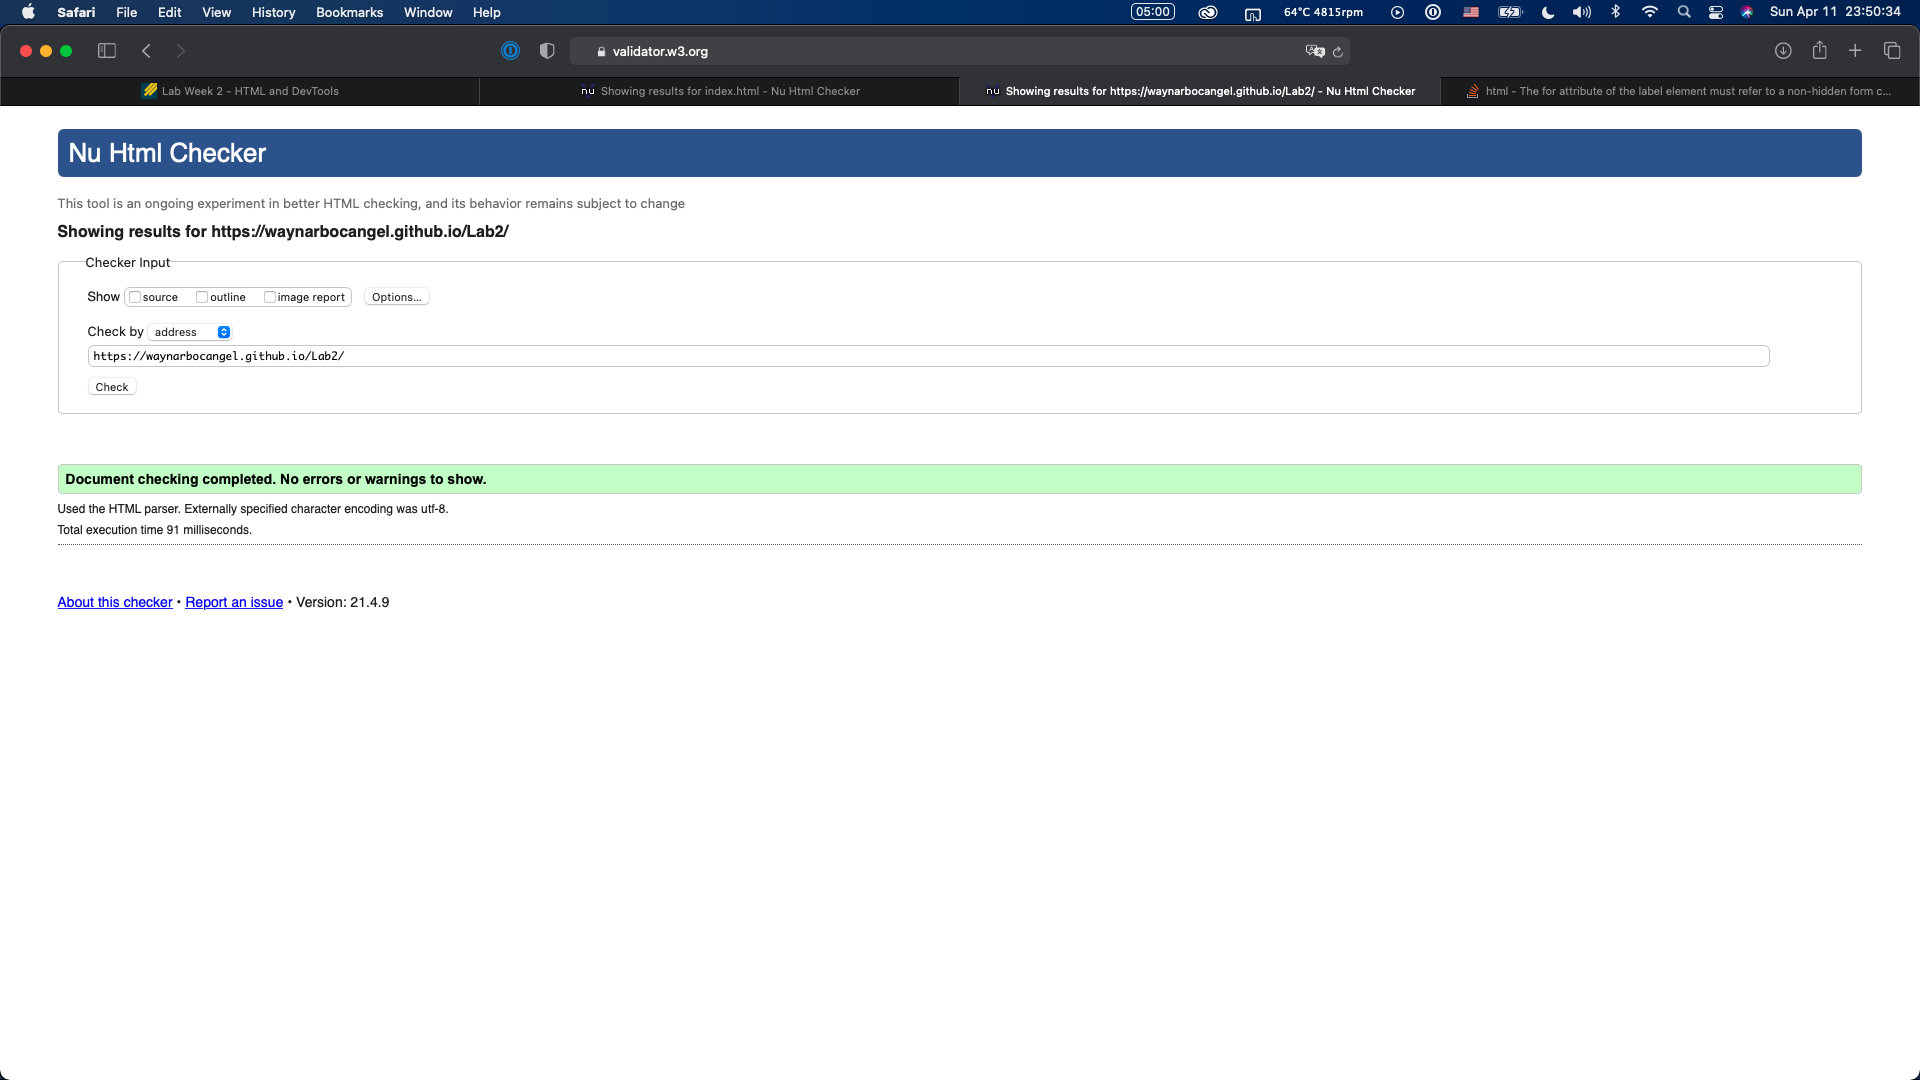 Safari File Edit View History Bookmarks Window Help 05:00 64°C 4815rpm Sun Apr 11 23:50:34
validator.w3.org
Lab Week 2 - HTML and DevTools
nu Showing results for index.html - Nu Html Checker
nu Showing results for https://waynarbocangel.github.io/Lab2/ - Nu Html Checker
html - The for attribute of the label element must refer to a non-hidden form c...
Nu Html Checker
This tool is an ongoing experiment in better HTML checking, and its behavior remains subject to change
Showing results for https://waynarbocangel.github.io/Lab2/
Checker Input
Show source outline image report Options...
Check by address
https://waynarbocangel.github.io/Lab2/
Check
Document checking completed. No errors or warnings to show.
Used the HTML parser. Externally specified character encoding was utf-8.
Total execution time 91 milliseconds.
About this checker • Report an issue • Version: 21.4.9